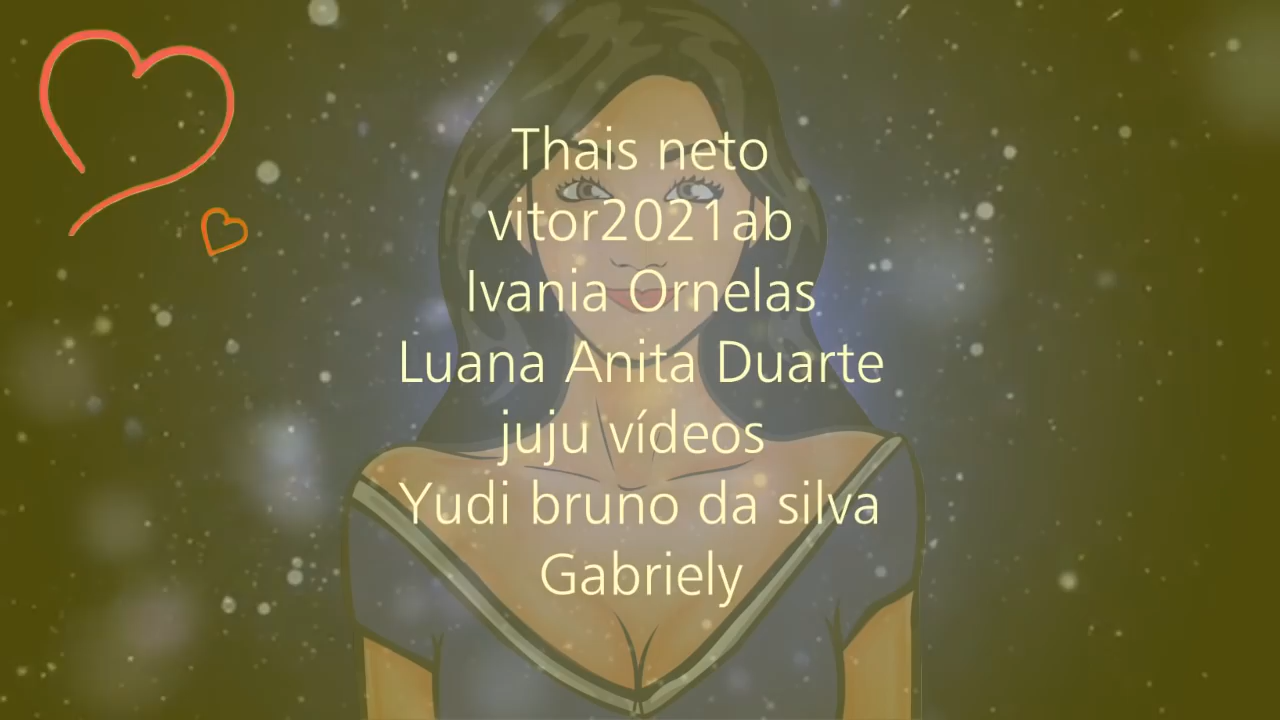 Thais neto
vitor2021ab
Ivania Ornelas
Luana Anita Duarte
juju vídeos
Yudi bruno da silva
Gabriely